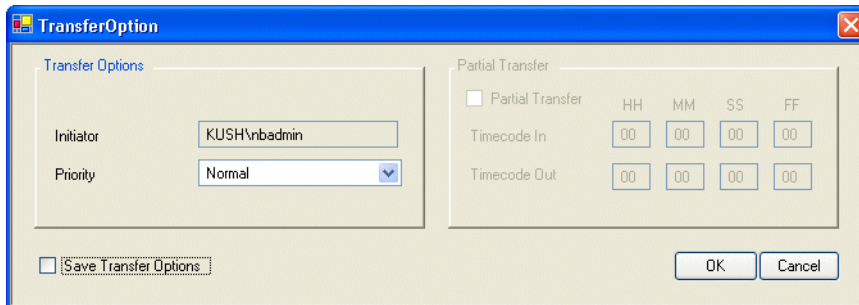 TransferOption
Transfer Options
Initiator KUSH\nbadmin
Priority Normal
Partial Transfer
Partial Transfer HH MM SS FF
Timecode In 00 00 00 00
Timecode Out 00 00 00 00
Save Transfer Options
OK Cancel